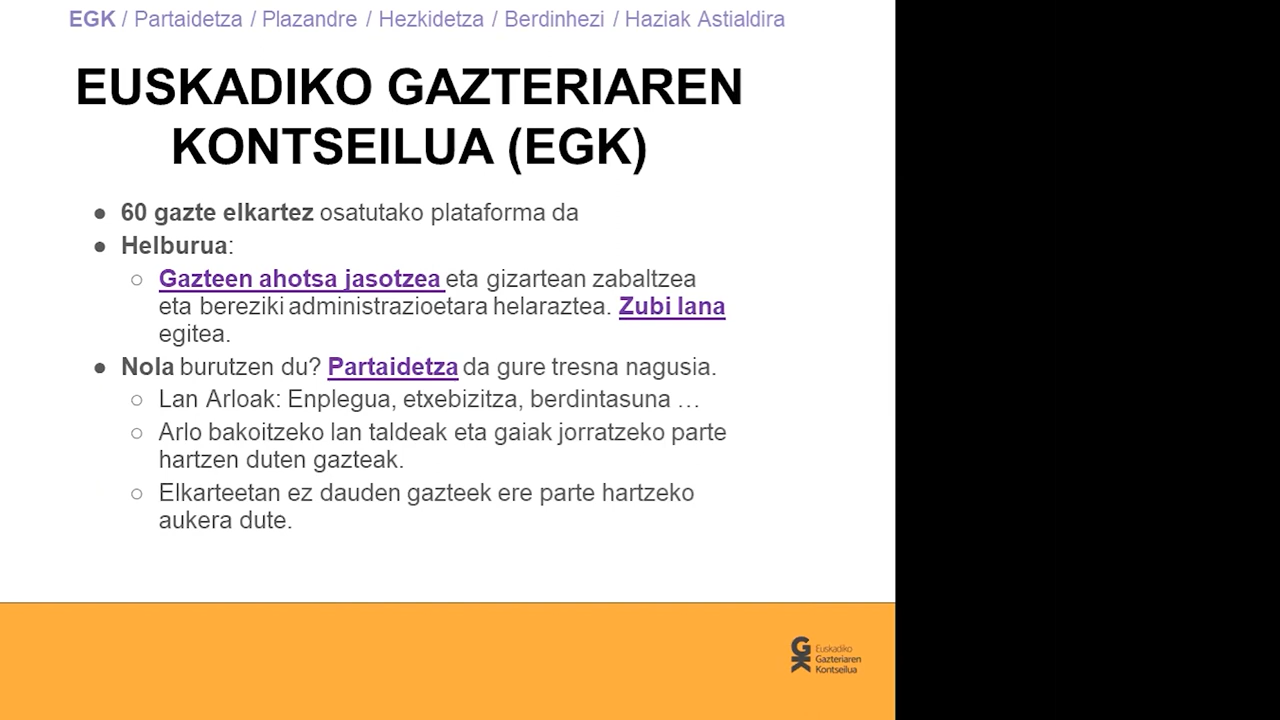 EGK / Partaidetza / Plazandre / Hezkidetza / Berdinhezi / Haziak Astialdira
EUSKADIKO GAZTERIAREN
KONTSEILUA (EGK)
● 60 gazte elkartez osatutako plataforma da
● Helburua:
○ Gazteen ahotsa jasotzea eta gizartean zabaltzea
eta bereziki administrazioetara helaraztea. Zubi lana
egitea.
● Nola burutzen du? Partaidetza da gure tresna nagusia.
○ Lan Arloak: Enplegua, etxebizitza, berdintasuna …
○ Arlo bakoitzeko lan taldeak eta gaiak jorratzeko parte
hartzen duten gazteak.
○ Elkarteetan ez dauden gazteek ere parte hartzeko
aukera dute.
GK
Euskadiko
Gazteriaren
Kontseilua